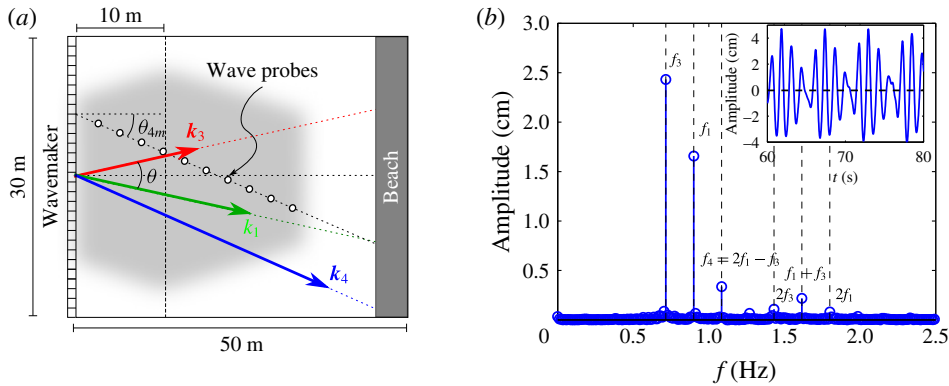 (a)
10 m
30 m
Wavemaker
Wave probes
θ4m
k3
θ
k1
k4
Beach
50 m
(b)
Amplitude (cm)
3.0
2.5
2.0
1.5
1.0
0.5
0
0.5
1.0
1.5
2.0
2.5
f (Hz)
f3
f1
f4 = 2f1 − f3
2f3
f1 + f3
2f1
Amplitude (cm)
4
2
0
−2
−4
60
70
80
t (s)